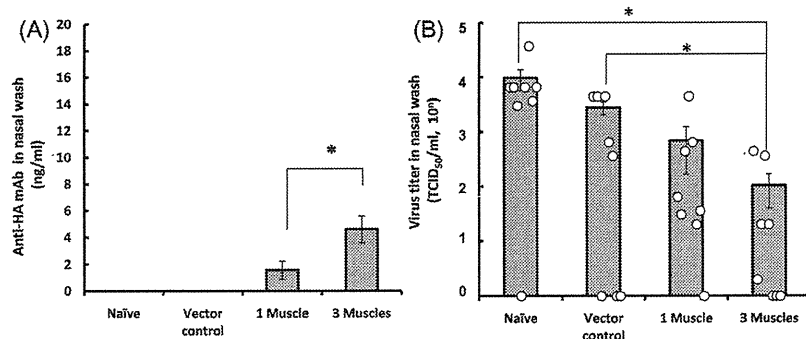 (A)
Anti-HA mAb in nasal wash
(ng/ml)
20
18
16
14
12
10
8
6
4
2
0
*
Naïve
Vector
control
1 Muscle
3 Muscles
(B)
Virus titer in nasal wash
(TCID50/ml, 10ⁿ)
5
4
3
2
1
0
*
*
Naïve
Vector
control
1 Muscle
3 Muscles